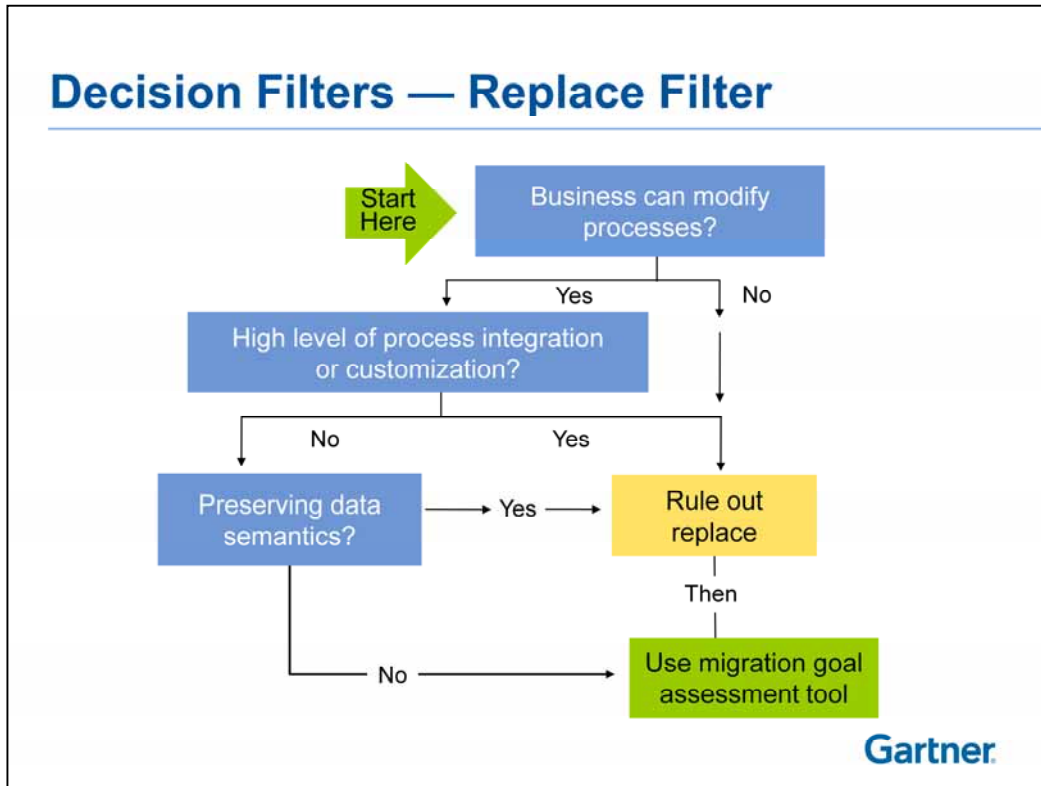 Decision Filters — Replace Filter
Start
Here
Business can modify
processes?
Yes
No
High level of process integration
or customization?
No
Yes
Preserving data
semantics?
Yes
Rule out
replace
Then
Use migration goal
assessment tool
No
Gartner